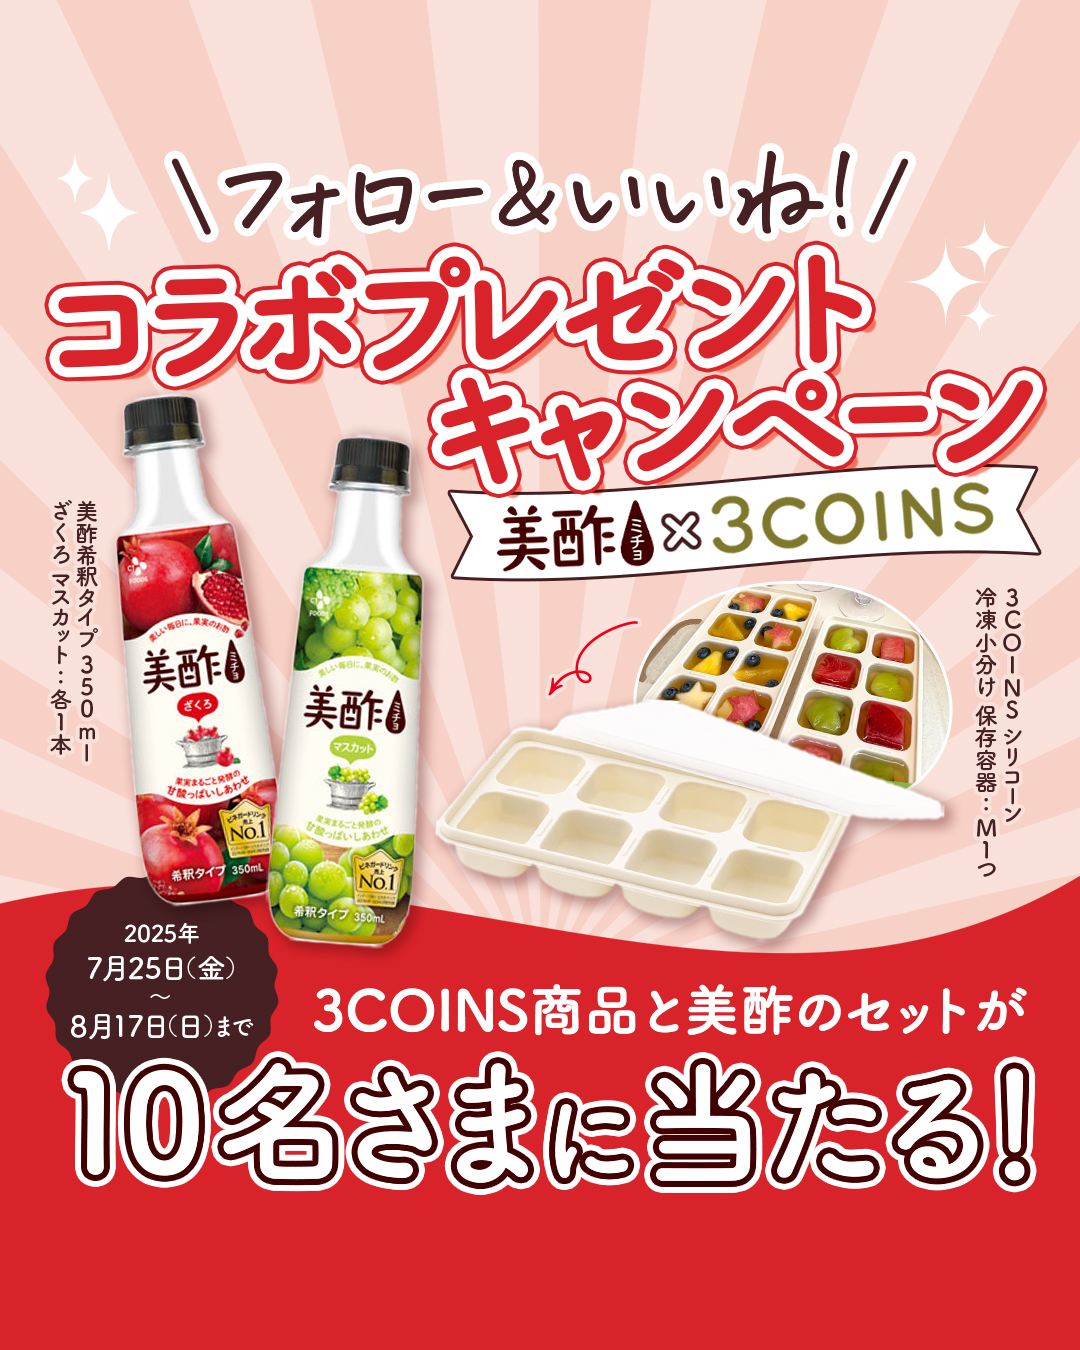 フォロー&いいね!
コラボプレゼント
キャンペーン
美酢ミチョ×3COINS
美酢希釈タイプ 350ml
ざくろ マスカット:各1本
CJ
FOODS
美しい毎日に、果実のお酢
美酢ミチョ
ざくろ
果実まるごと発酵の
甘酸っぱいしあわせ
ビネガードリンク
売上
No.1
希釈タイプ 350mL
CJ
FOODS
美しい毎日に、果実のお酢
美酢ミチョ
マスカット
果実まるごと発酵の
甘酸っぱいしあわせ
ビネガードリンク
売上
No.1
希釈タイプ 350mL
3COINS シリコーン
冷凍小分け 保存容器:M1つ
2025年
7月25日(金)
~
8月17日(日)まで
3COINS商品と美酢のセットが
10名さまに当たる!